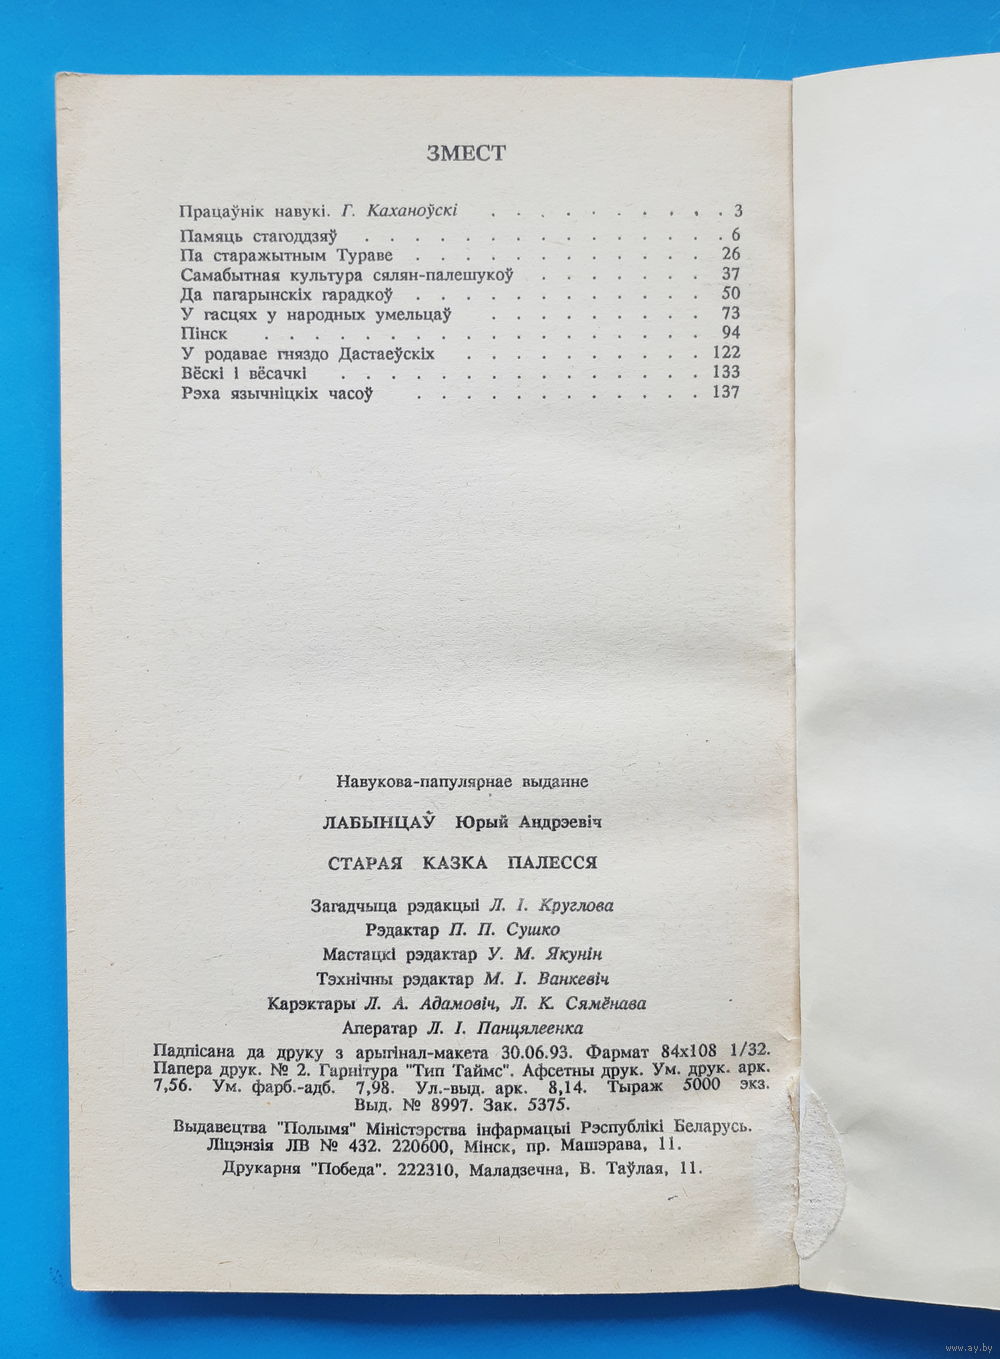 ЗМЕСТ
Працаўнік навукі. Г. Каханоўскі . . . . . . . . . . 3
Памяць стагоддзяў . . . . . . . . . . . . . . 6
Па старажытным Тураве . . . . . . . . . . . . 26
Самабытная культура сялян-палешукоў . . . . . . . 37
Да пагарынскіх гарадкоў . . . . . . . . . . . . 50
У гасцях у народных умельцаў . . . . . . . . . 73
Пінск . . . . . . . . . . . . . . . . . 94
У родавае гняздо Дастаеўскіх . . . . . . . . . . 122
Вёскі і вёсачкі . . . . . . . . . . . . . . . 133
Рэха язычніцкіх часоў . . . . . . . . . . . . 137
Навукова-папулярнае выданне
ЛАБЫНЦАЎ Юрый Андрэевіч
СТАРАЯ КАЗКА ПАЛЕССЯ
Загадчыца рэдакцыі Л. І. Круглова
Рэдактар П. П. Сушко
Мастацкі рэдактар У. М. Якунін
Тэхнічны рэдактар М. І. Ванкевіч
Карэктары Л. А. Адамовіч, Л. К. Сямёнава
Аператар Л. І. Панцялеенка
Падпісана да друку з арыгінал-макета 30.06.93. Фармат 84х108 1/32.
Папера друк. № 2. Гарнітура "Тип Таймс". Афсетны друк. Ум. друк. арк.
7,56. Ум. фарб.-адб. 7,98. Ул.-выд. арк. 8,14. Тыраж 5000 экз.
Выд. № 8997. Зак. 5375.
Выдавецтва "Полымя" Міністэрства інфармацыі Рэспублікі Беларусь.
Ліцэнзія ЛВ № 432. 220600, Мінск, пр. Машэрава, 11.
Друкарня "Победа". 222310, Маладзечна, В. Таўлая, 11.
www.ay.by